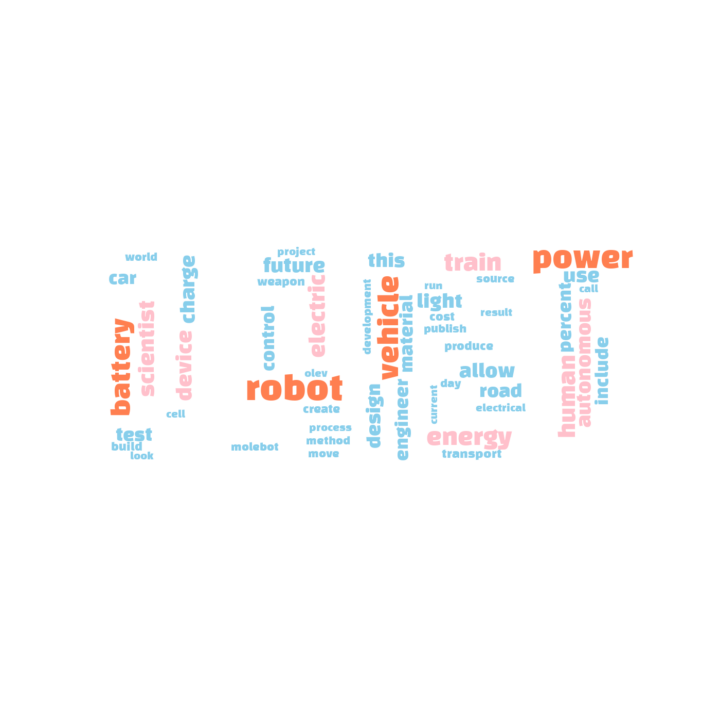 world
car
charge
battery
scientist
device
cell
test
build
look
project
future
weapon
electric
control
olev
robot
create
process
method
molebot
move
this
development
vehicle
material
design
engineer
train
source
run
light
cost
result
publish
produce
allow
day
road
current
electrical
energy
transport
power
use
call
percent
autonomous
include
human